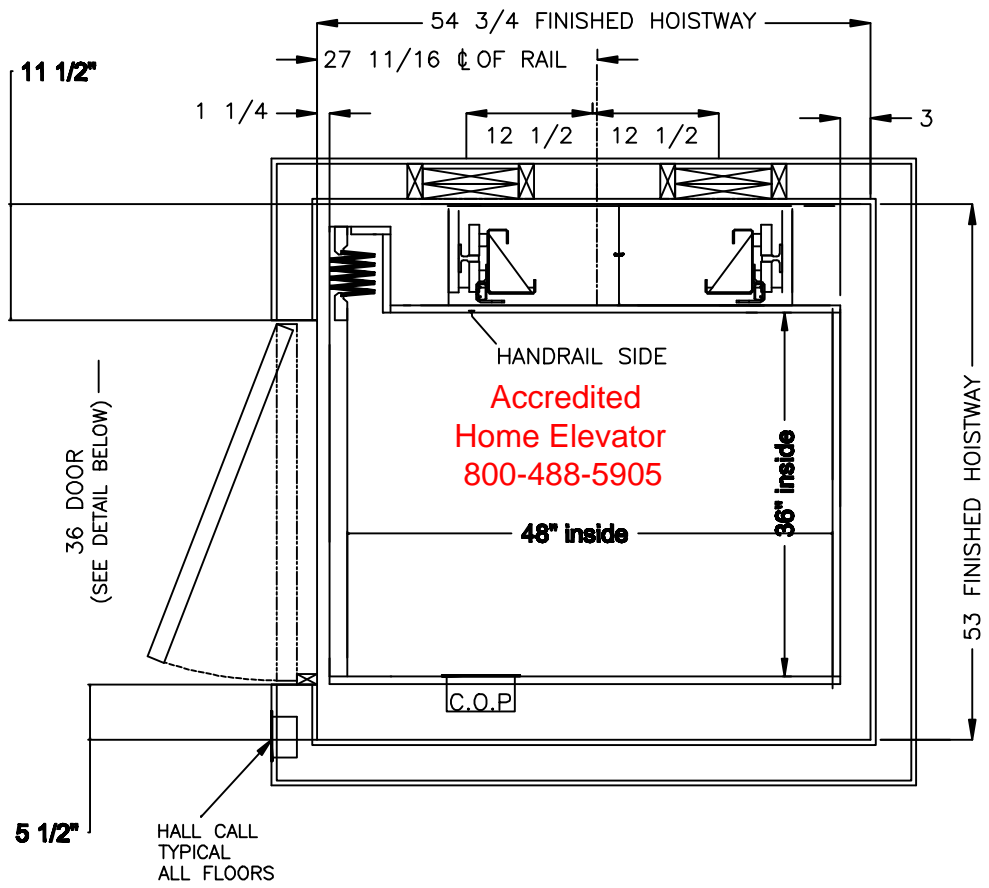 54 3/4 FINISHED HOISTWAY
27 11/16 ℄ OF RAIL
11 1/2"
1 1/4
12 1/2
12 1/2
3
HANDRAIL SIDE
Accredited
Home Elevator
800-488-5905
36 DOOR
(SEE DETAIL BELOW)
48" inside
36" inside
53 FINISHED HOISTWAY
C.O.P
5 1/2"
HALL CALL
TYPICAL
ALL FLOORS